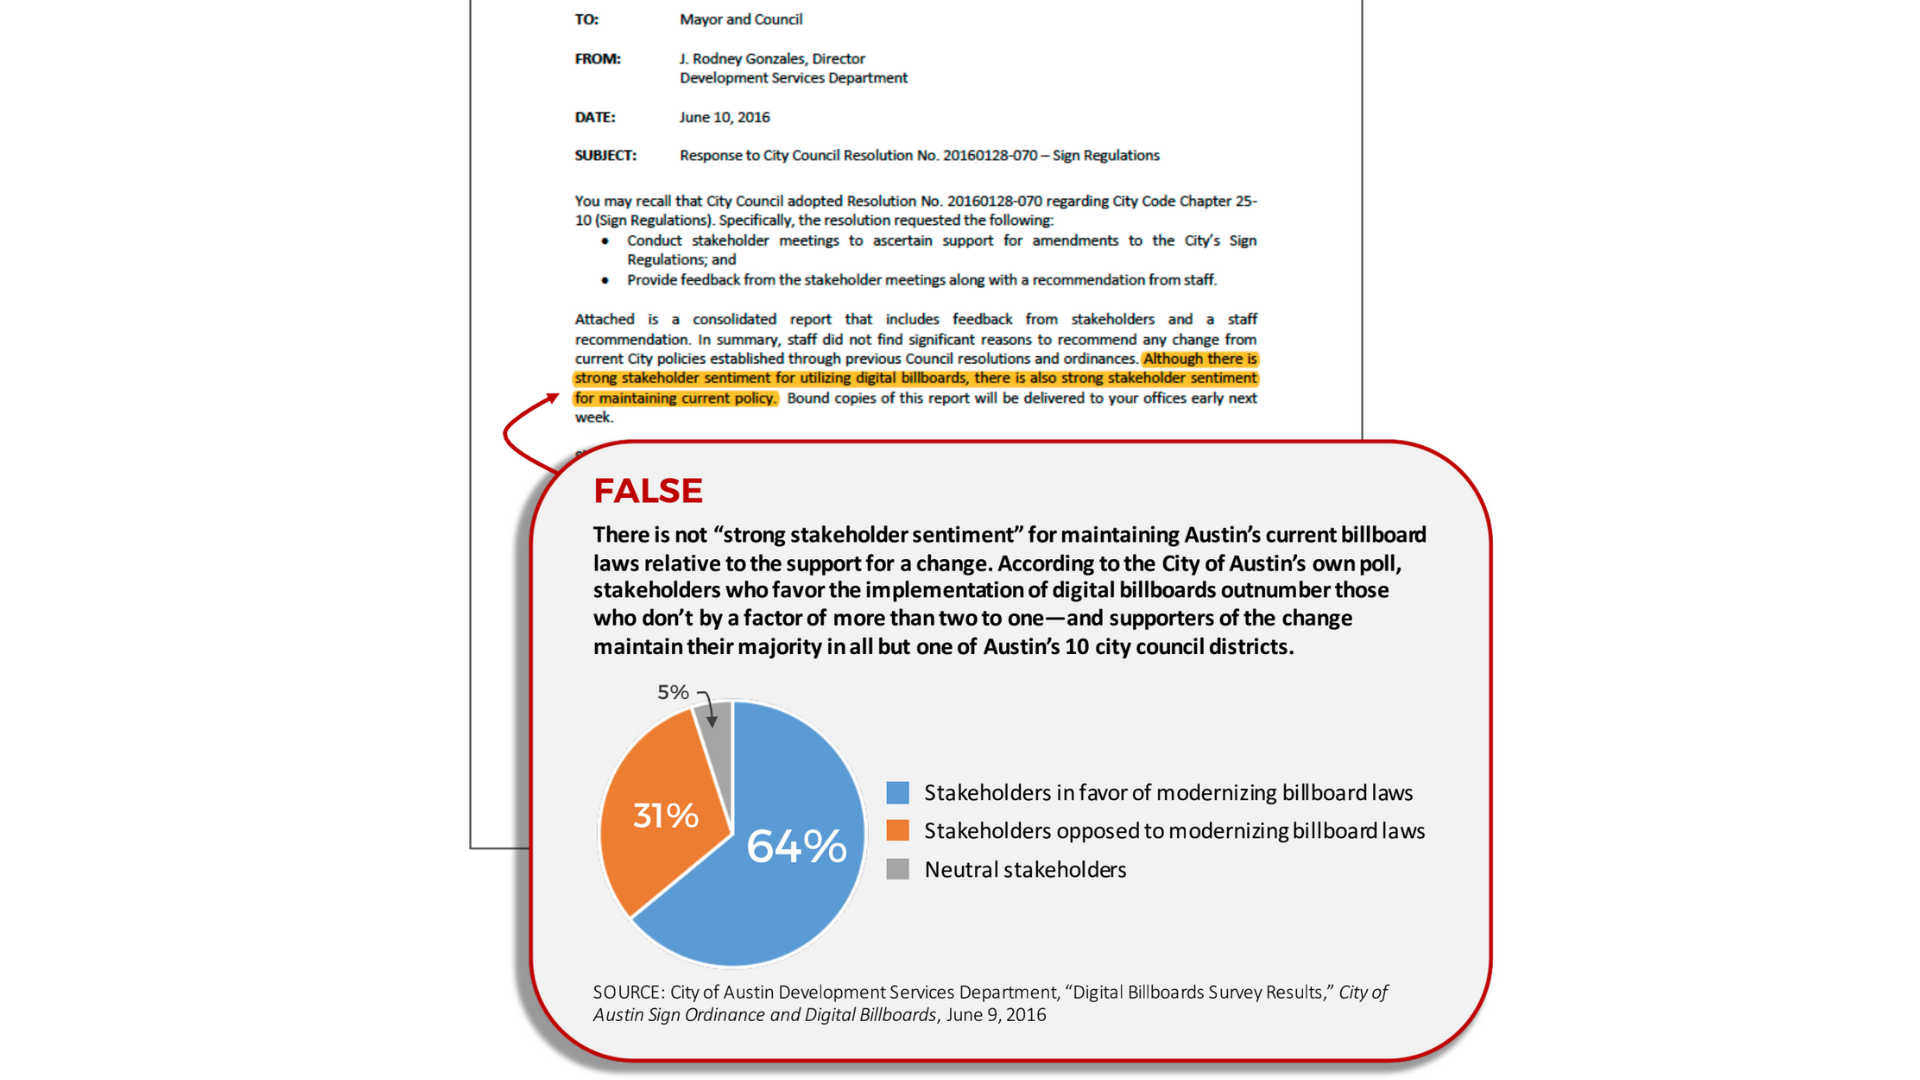 TO: Mayor and Council
FROM: J. Rodney Gonzales, Director
Development Services Department
DATE: June 10, 2016
SUBJECT: Response to City Council Resolution No. 20160128-070 – Sign Regulations
You may recall that City Council adopted Resolution No. 20160128-070 regarding City Code Chapter 25-
10 (Sign Regulations). Specifically, the resolution requested the following:
• Conduct stakeholder meetings to ascertain support for amendments to the City's Sign
Regulations; and
• Provide feedback from the stakeholder meetings along with a recommendation from staff.
Attached is a consolidated report that includes feedback from stakeholders and a staff
recommendation. In summary, staff did not find significant reasons to recommend any change from
current City policies established through previous Council resolutions and ordinances. Although there is
strong stakeholder sentiment for utilizing digital billboards, there is also strong stakeholder sentiment
for maintaining current policy. Bound copies of this report will be delivered to your offices early next
week.
FALSE
There is not “strong stakeholder sentiment” for maintaining Austin’s current billboard
laws relative to the support for a change. According to the City of Austin’s own poll,
stakeholders who favor the implementation of digital billboards outnumber those
who don’t by a factor of more than two to one—and supporters of the change
maintain their majority in all but one of Austin’s 10 city council districts.
5%
31%
64%
Stakeholders in favor of modernizing billboard laws
Stakeholders opposed to modernizing billboard laws
Neutral stakeholders
SOURCE: City of Austin Development Services Department, “Digital Billboards Survey Results,” City of
Austin Sign Ordinance and Digital Billboards, June 9, 2016